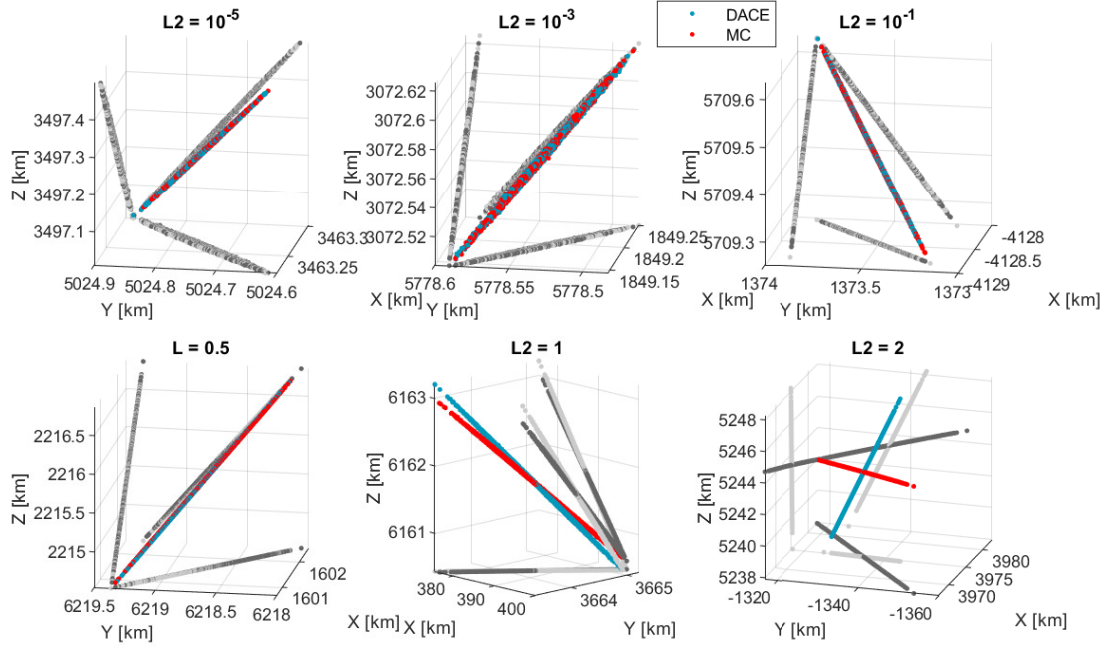 L2 = 10^-5
L2 = 10^-3
DACE
MC
L2 = 10^-1
3497.4
3497.3
3497.2
3497.1
Z [km]
5024.9
5024.8
5024.7
5024.6
Y [km]
3463.3
3463.25
X [km]
3072.62
3072.6
3072.58
3072.56
3072.54
3072.52
Z [km]
5778.6
5778.55
5778.5
Y [km]
1849.25
1849.2
1849.15
X [km]
5709.6
5709.5
5709.4
5709.3
Z [km]
1374
1373.5
1373
-4128
-4128.5
-4129
X [km]
L = 0.5
L2 = 1
L2 = 2
2216.5
2216
2215.5
2215
Z [km]
6219.5
6219
6218.5
6218
Y [km]
1602
1601
X [km]
6163
6162
6161
Z [km]
380
390
400
X [km]
3664
3665
Y [km]
5248
5246
5244
5242
5240
5238
Z [km]
-1320
-1340
-1360
Y [km]
3980
3975
3970
X [km]